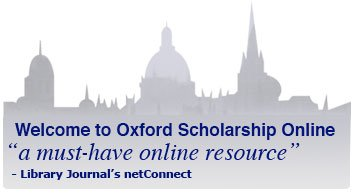 Welcome to Oxford Scholarship Online
“a must-have online resource”
- Library Journal’s netConnect